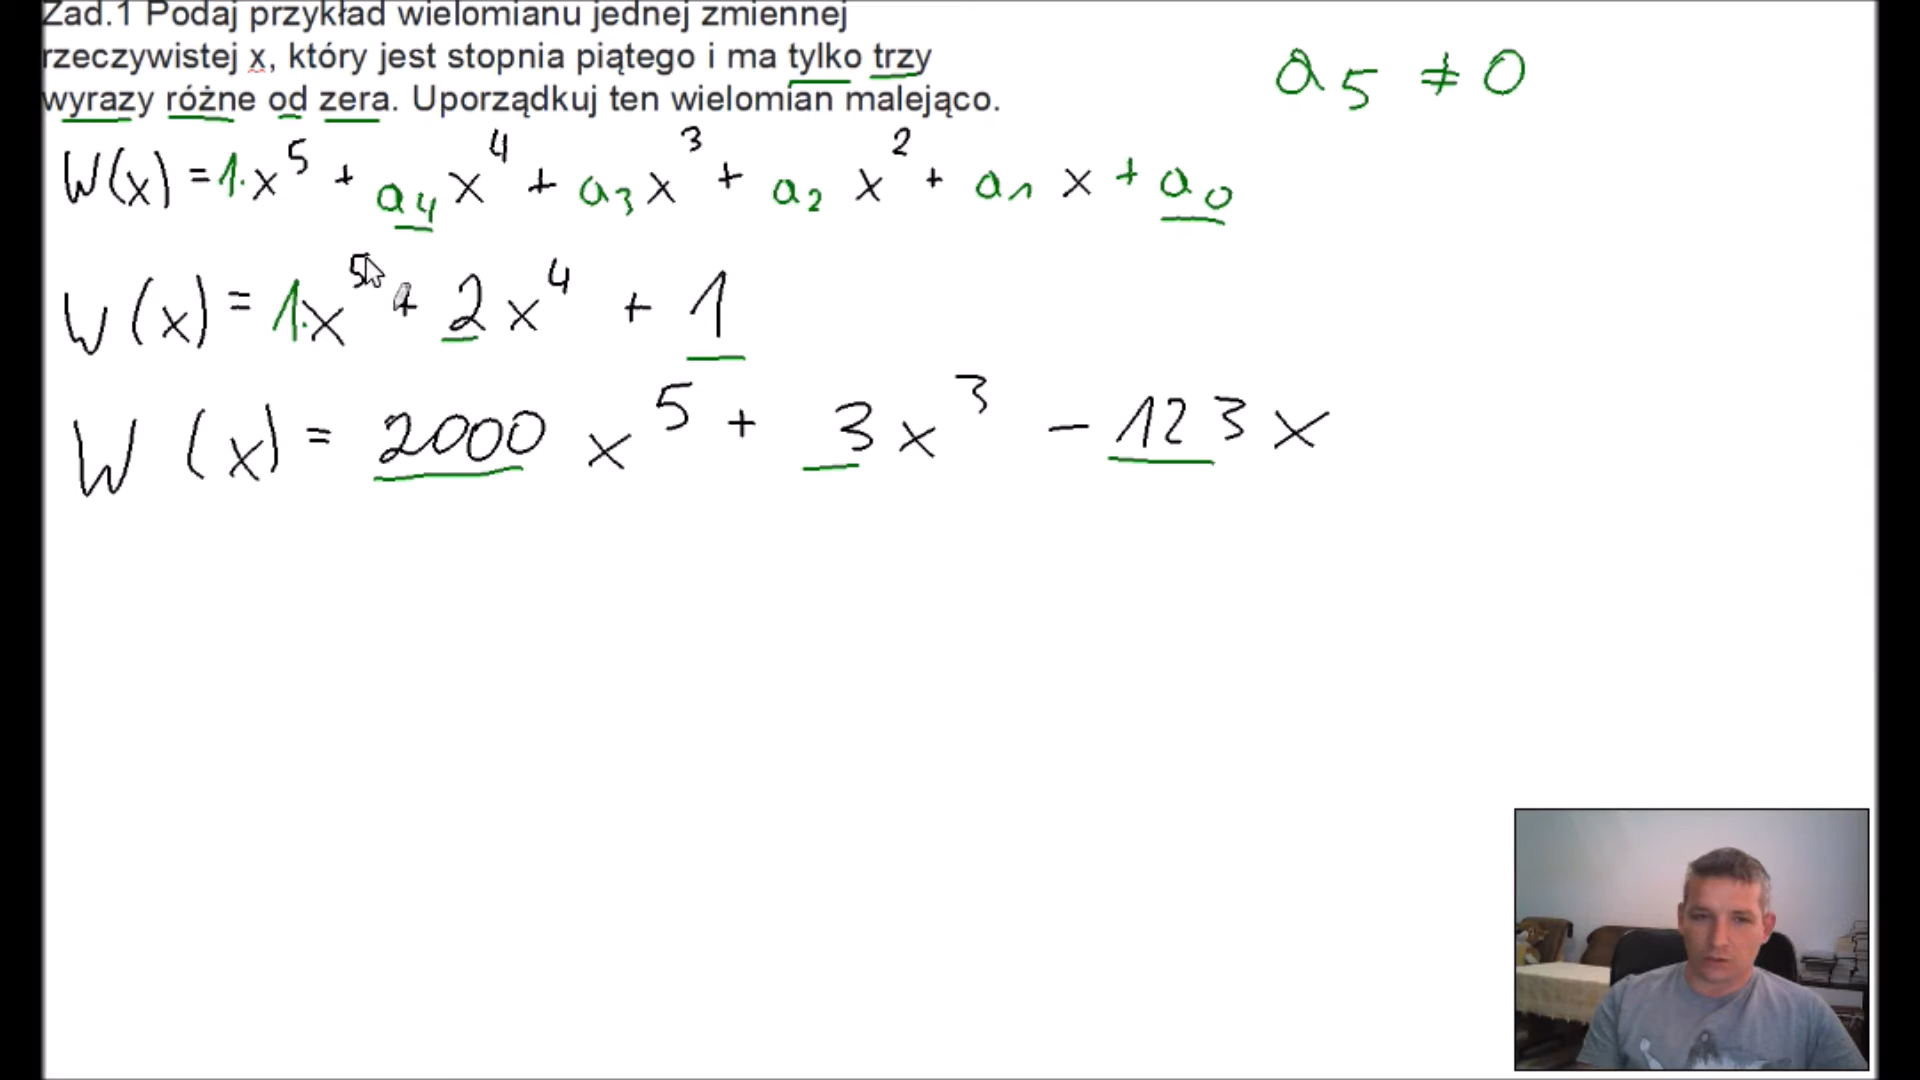 Zad.1 Podaj przykład wielomianu jednej zmiennej
rzeczywistej x, który jest stopnia piątego i ma tylko trzy
wyrazy różne od zera. Uporządkuj ten wielomian malejąco.
a₅ ≠ 0
W(x) = 1·x⁵ + a₄x⁴ + a₃x³ + a₂x² + a₁x + a₀
W(x) = 1·x⁵ + 2x⁴ + 1
W(x) = 2000x⁵ + 3x³ - 123x